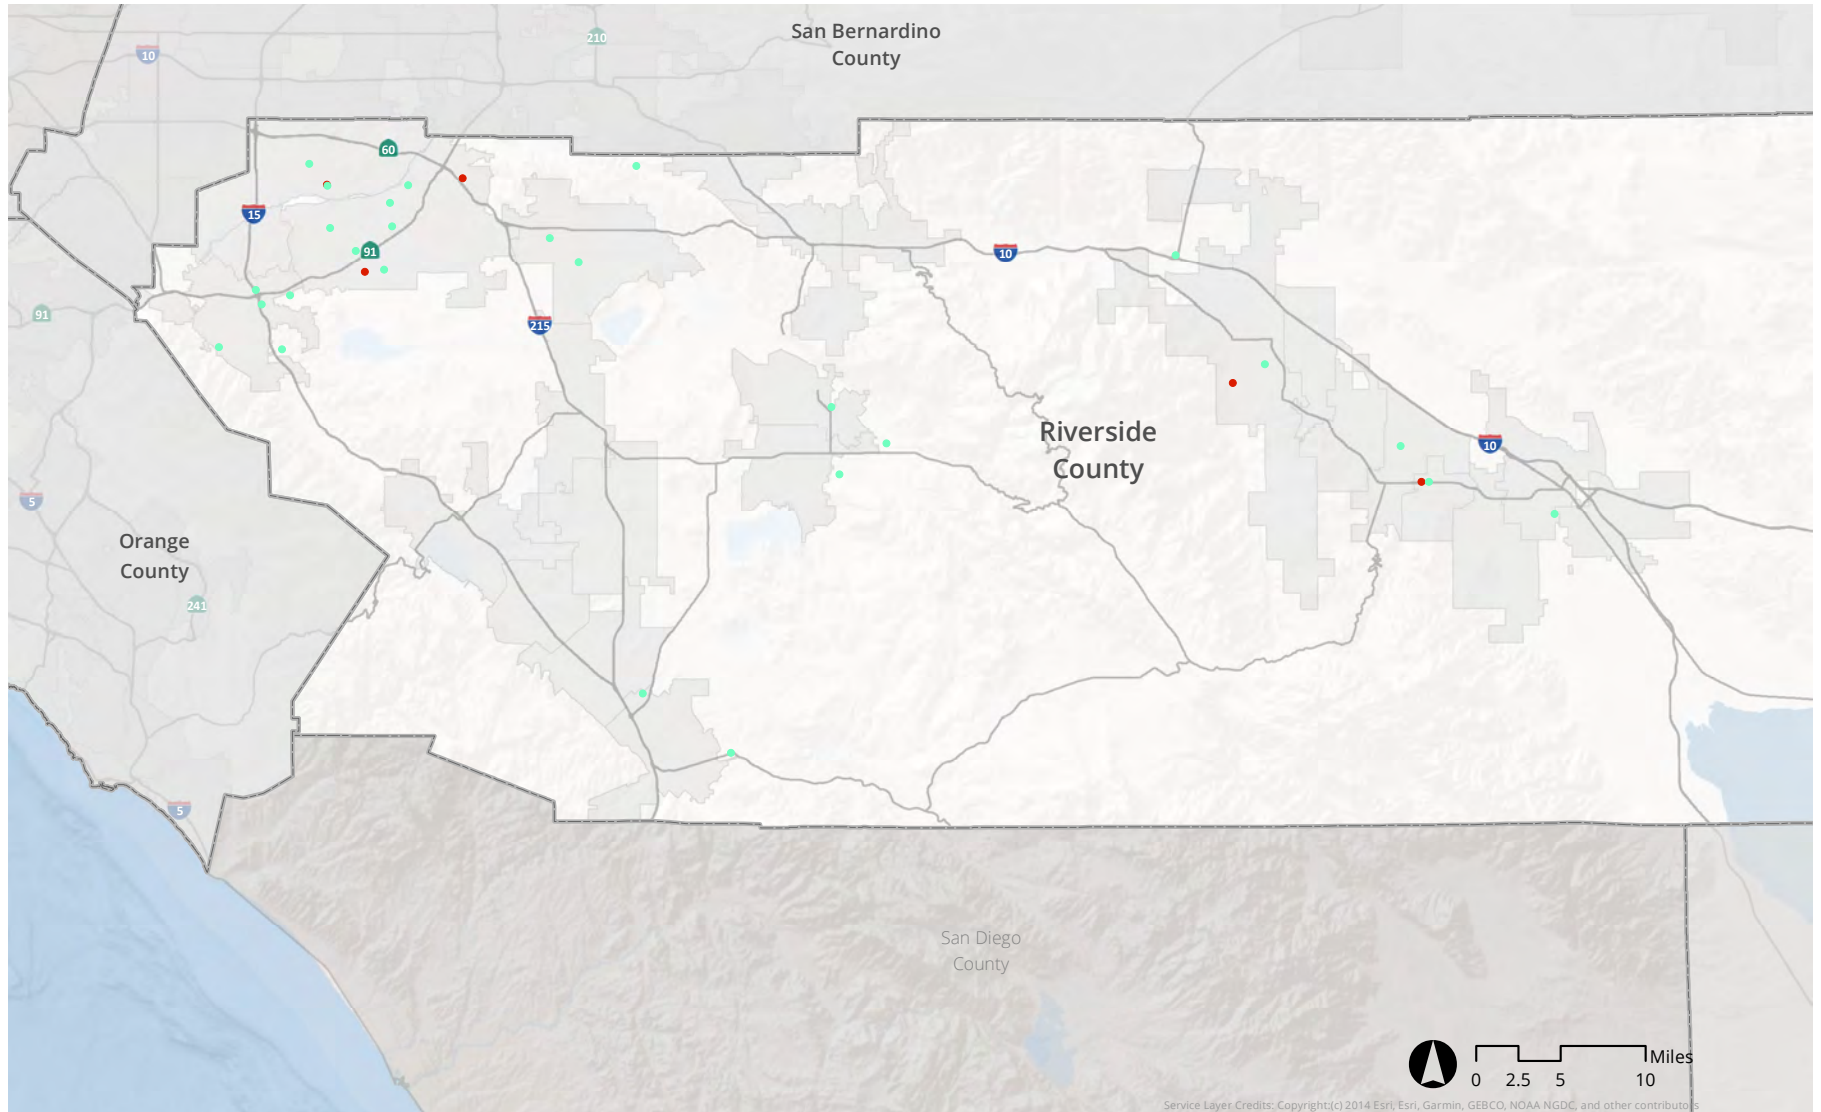 San Bernardino
County
210
10
60
15
91
10
91
215
Riverside
County
10
5
Orange
County
241
5
San Diego
County
Miles
0 2.5 5 10
Service Layer Credits: Copyright:(c) 2014 Esri, Esri, Garmin, GEBCO, NOAA NGDC, and other contributors